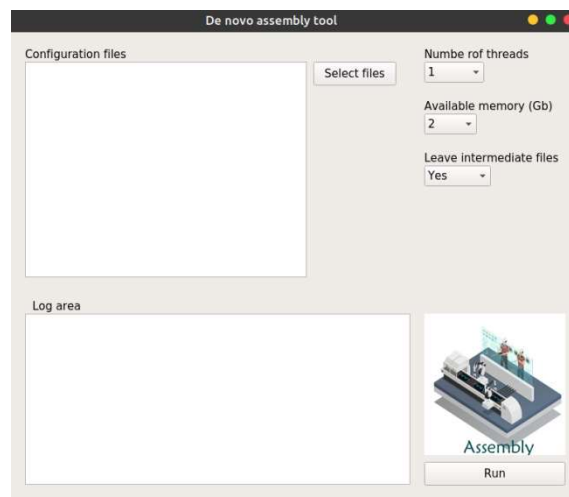 De novo assembly tool
Configuration files
Select files
Numbe rof threads
1
Available memory (Gb)
2
Leave intermediate files
Yes
Log area
Assembly
Run